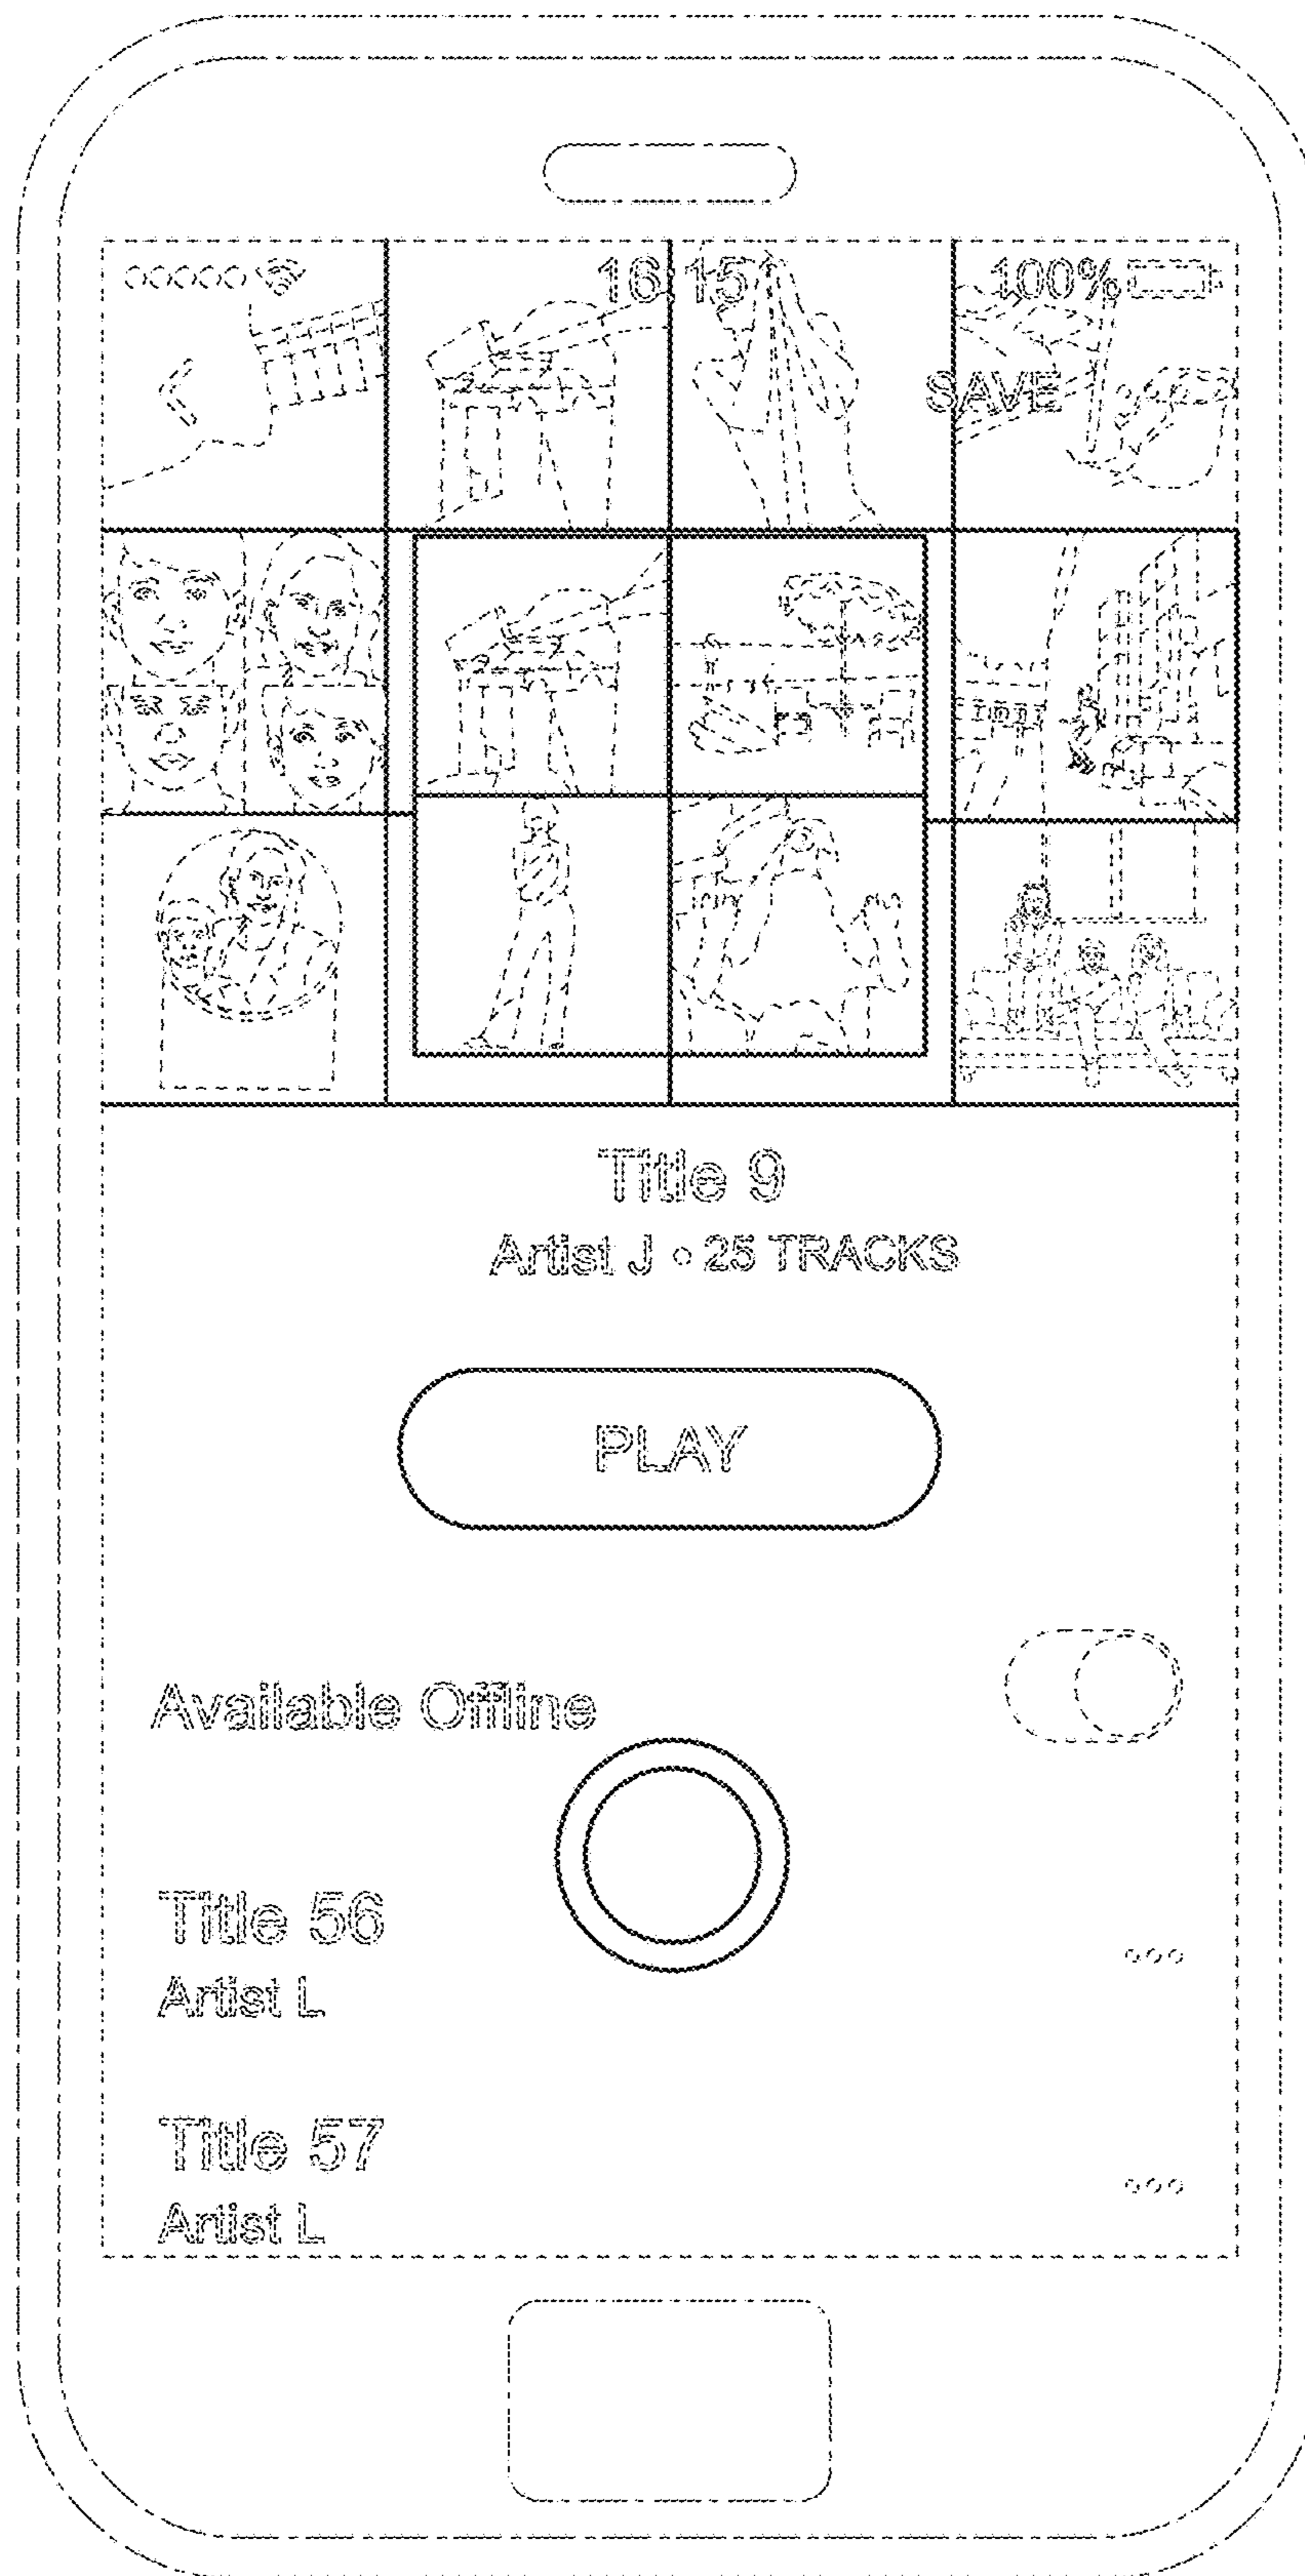 16:15 100%
SAVE
Title 9
Artist J • 25 TRACKS
PLAY
Available Offline
Title 56
Artist L
Title 57
Artist L